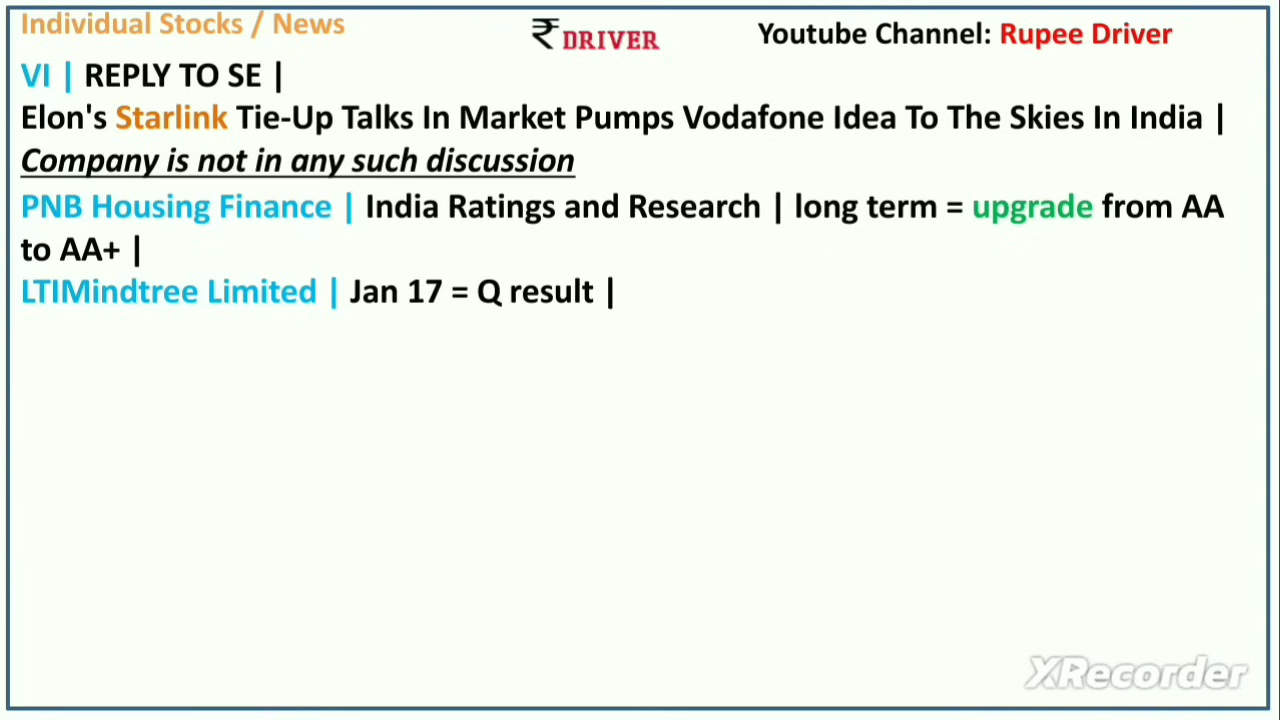 Individual Stocks / News
₹ DRIVER
Youtube Channel: Rupee Driver
VI | REPLY TO SE |
Elon's Starlink Tie-Up Talks In Market Pumps Vodafone Idea To The Skies In India |
Company is not in any such discussion
PNB Housing Finance | India Ratings and Research | long term = upgrade from AA
to AA+ |
LTIMindtree Limited | Jan 17 = Q result |
XRecorder